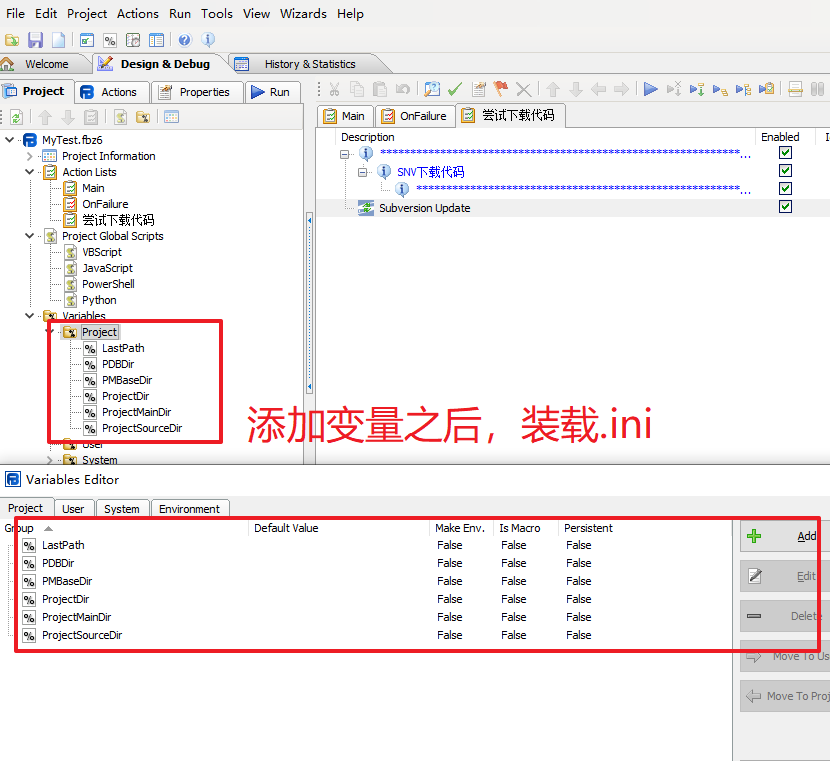 File Edit Project Actions Run Tools View Wizards Help
Welcome Design & Debug History & Statistics
Project Actions Properties Run
Main OnFailure 尝试下载代码
Description Enabled
MyTest.fbz6
Project Information
Action Lists
Main
OnFailure
尝试下载代码
Project Global Scripts
VBScript
JavaScript
PowerShell
Python
Variables
Project
LastPath
PDBDir
PMBaseDir
ProjectDir
ProjectMainDir
ProjectSourceDir
User
System
************************************************************...
SNV下载代码
******************************************************...
Subversion Update
添加变量之后，装载.ini
Variables Editor
Project User System Environment
Group Default Value Make Env. Is Macro Persistent
LastPath False False False
PDBDir False False False
PMBaseDir False False False
ProjectDir False False False
ProjectMainDir False False False
ProjectSourceDir False False False
Add
Edit
Delete
Move To Us
Move To Proj